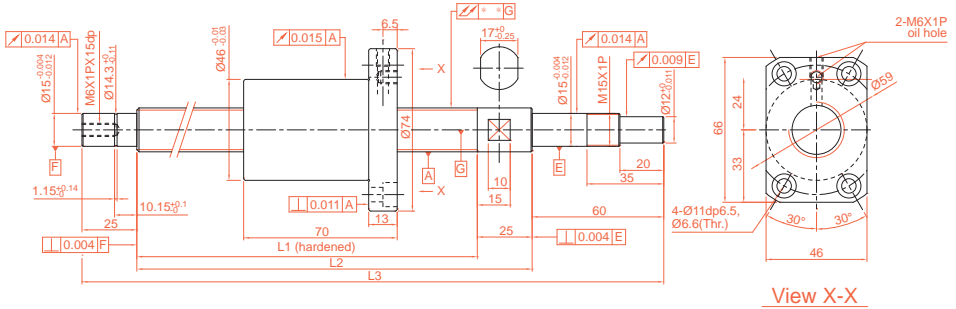 6.5
* * G
17 +0 -0.25
2-M6X1P
oil hole
0.014 A
Ø15 -0.004 -0.012
M6X1PX15dp
Ø14.3 +0 -0.11
Ø46 -0.01 -0.03
0.015 A
X
Ø74
Ø15 -0.004 -0.012
0.014 A
M15X1P
0.009 E
Ø12 +0 -0.011
Ø59
24
66
33
F
A
G
E
10
20
1.15 +0.14 -0
X
15
35
10.15 +0.1 -0
0.011 A
13
25
70
25
60
4-Ø11dp6.5,
Ø6.6(Thr.)
30°
30°
0.004 F
L1 (hardened)
0.004 E
46
L2
L3
View X-X